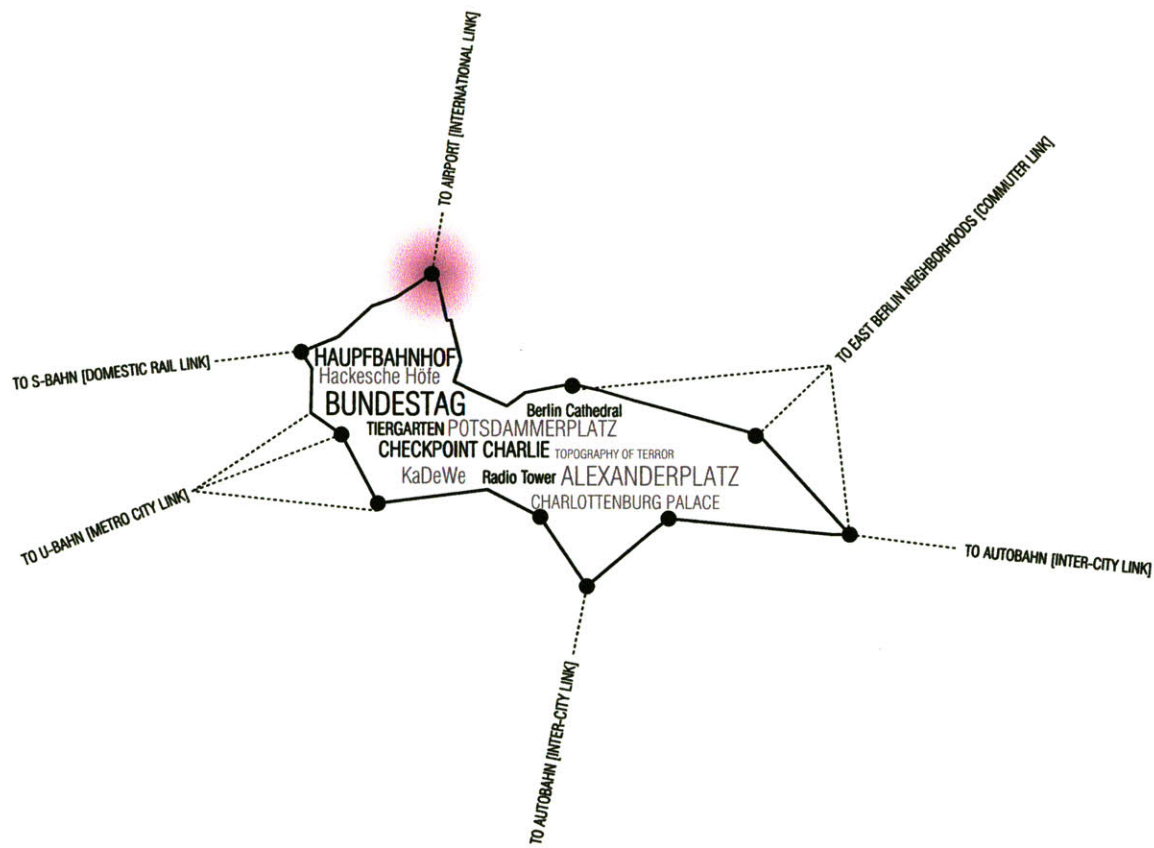 TO AIRPORT [INTERNATIONAL LINK]
TO EAST BERLIN NEIGHBORHOODS [COMMUTER LINK]
TO S-BAHN [DOMESTIC RAIL LINK]
HAUPFBAHNHOF
Hackesche Höfe
BUNDESTAG
Berlin Cathedral
TIERGARTEN POTSDAMMERPLATZ
CHECKPOINT CHARLIE TOPOGRAPHY OF TERROR
KaDeWe Radio Tower ALEXANDERPLATZ
CHARLOTTENBURG PALACE
TO U-BAHN [METRO CITY LINK]
TO AUTOBAHN [INTER-CITY LINK]
TO AUTOBAHN [INTER-CITY LINK]